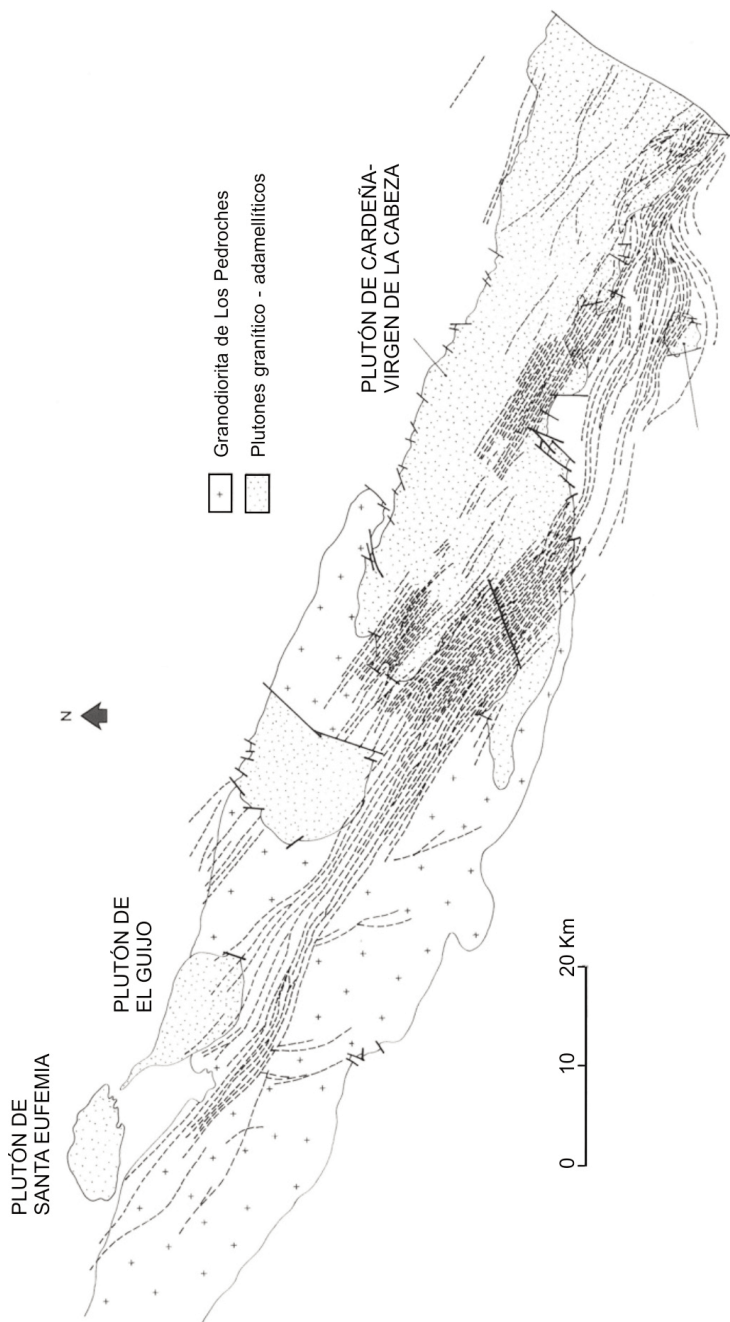 PLUTÓN DE
SANTA EUFEMIA
PLUTÓN DE
EL GUIJO
N
Granodiorita de Los Pedroches
Plutones granítico - adamellíticos
PLUTÓN DE CARDEÑA-
VIRGEN DE LA CABEZA
0 10 20 Km